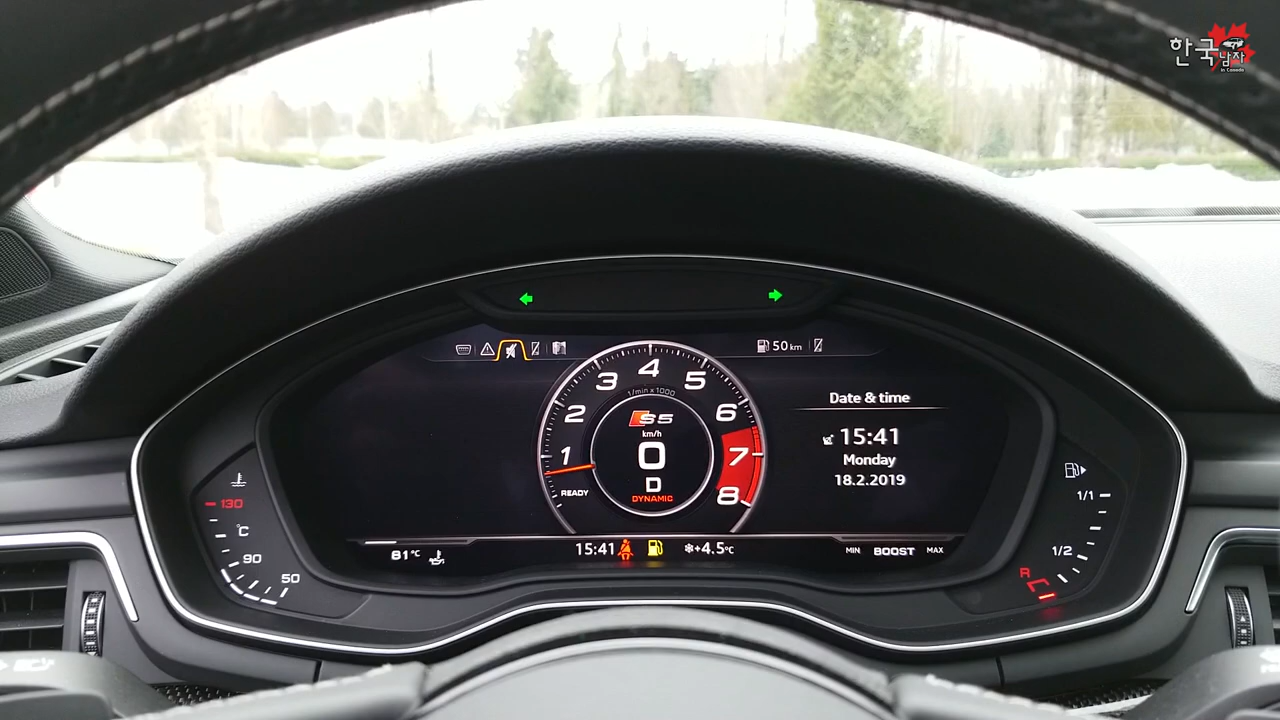 한국남자
in Canada
50 km
4
3
5
1/min x 1000
2
6
S5
km/h
1
0
7
READY
D
8
DYNAMIC
Date & time
15:41
Monday
18.2.2019
130
°C
90
50
1/1
1/2
R
81°C
15:41
+4.5°C
MIN
BOOST
MAX